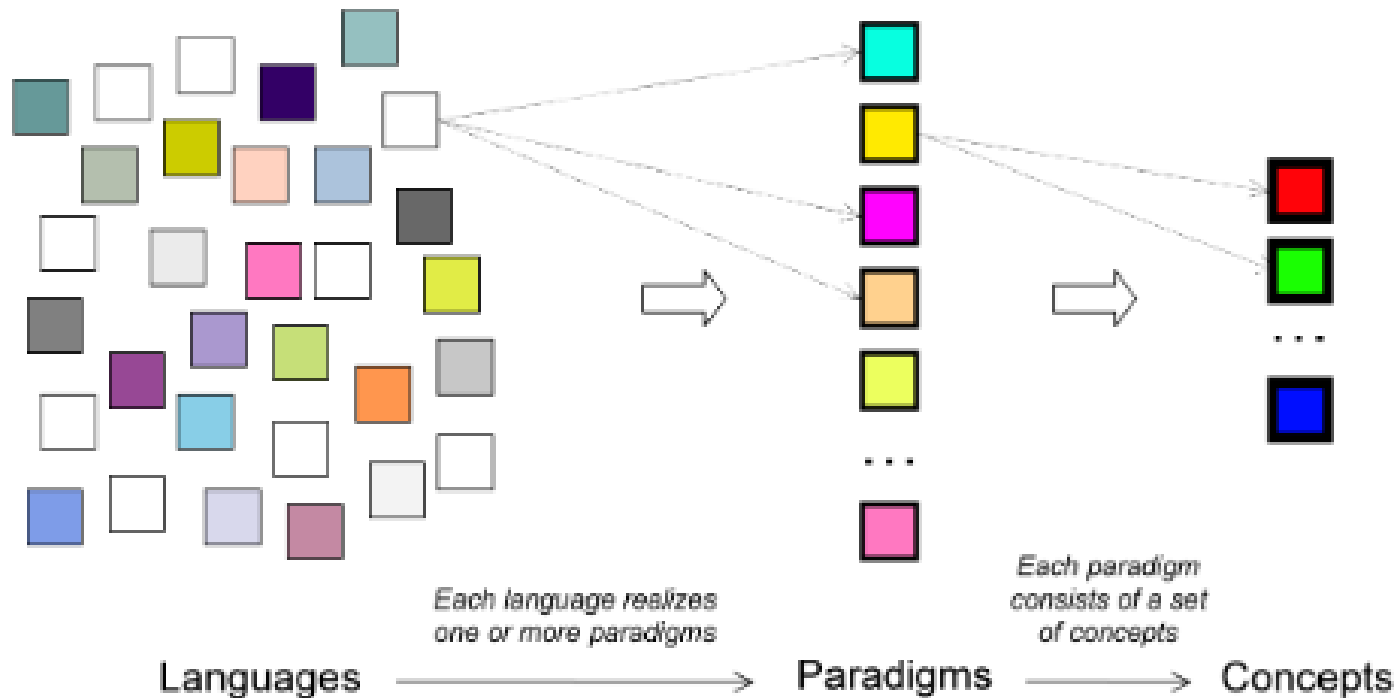 . . .
. . .
Each language realizes
one or more paradigms
Each paradigm
consists of a set
of concepts
Languages
Paradigms
Concepts